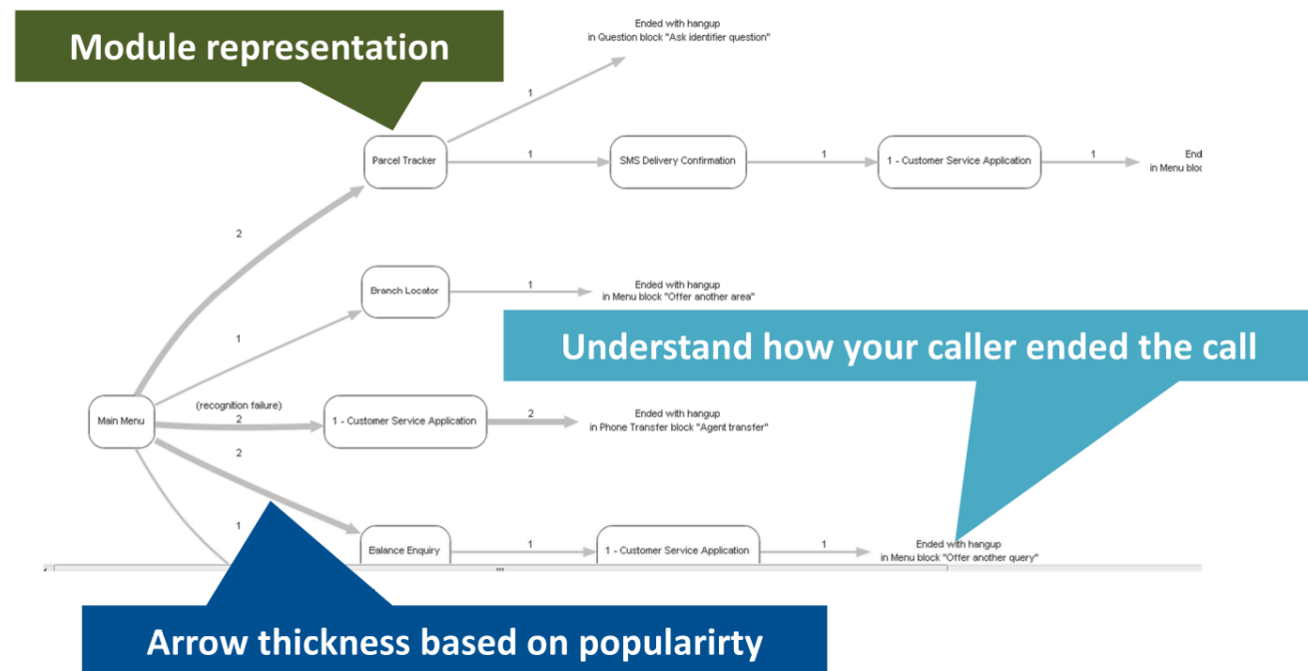 Module representation
Ended with hangup
in Question block "Ask identifier question"
1
Parcel Tracker
1
SMS Delivery Confirmation
1
1 - Customer Service Application
1
End
in Menu bloc
2
Branch Locator
1
Ended with hangup
in Menu block "Offer another area"
1
Understand how your caller ended the call
Main Menu
(recognition failure)
2
1 - Customer Service Application
2
Ended with hangup
in Phone Transfer block "Agent transfer"
2
1
Balance Enquiry
1
1 - Customer Service Application
1
Ended with hangup
in Menu block "Offer another query"
Arrow thickness based on popularirty